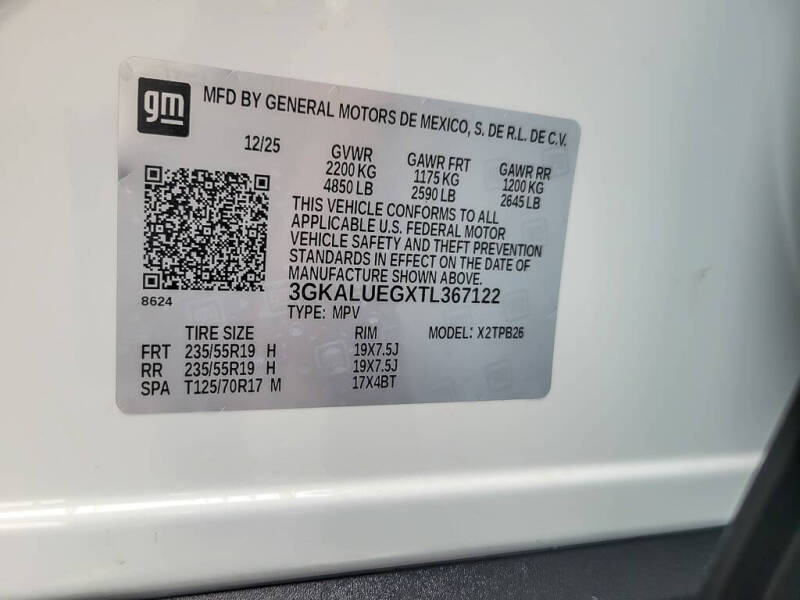 gm
MFD BY GENERAL MOTORS DE MEXICO, S. DE R.L. DE C.V.
12/25 GVWR GAWR FRT GAWR RR
2200 KG 1175 KG 1200 KG
4850 LB 2590 LB 2645 LB
THIS VEHICLE CONFORMS TO ALL
APPLICABLE U.S. FEDERAL MOTOR
VEHICLE SAFETY AND THEFT PREVENTION
STANDARDS IN EFFECT ON THE DATE OF
MANUFACTURE SHOWN ABOVE.
8624
3GKALUEGXTL367122
TYPE: MPV MODEL: X2TPB26
TIRE SIZE RIM
FRT 235/55R19 H 19X7.5J
RR 235/55R19 H 19X7.5J
SPA T125/70R17 M 17X4BT